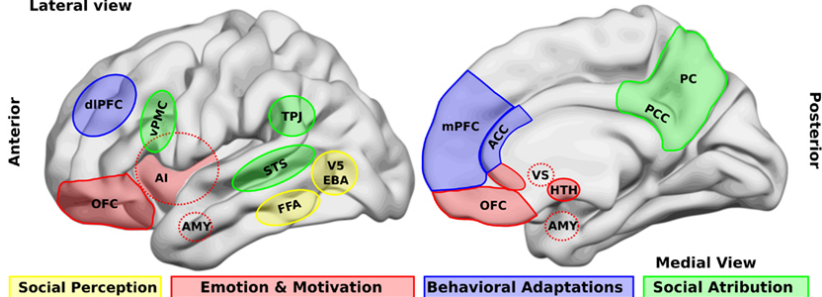 Lateral view
Anterior
dlPFC
vPMC
TPJ
AI
STS
V5
EBA
OFC
FFA
AMY
mPFC
ACC
PC
PCC
VS
HTH
OFC
AMY
Posterior
Medial View
Social Perception
Emotion & Motivation
Behavioral Adaptations
Social Atribution